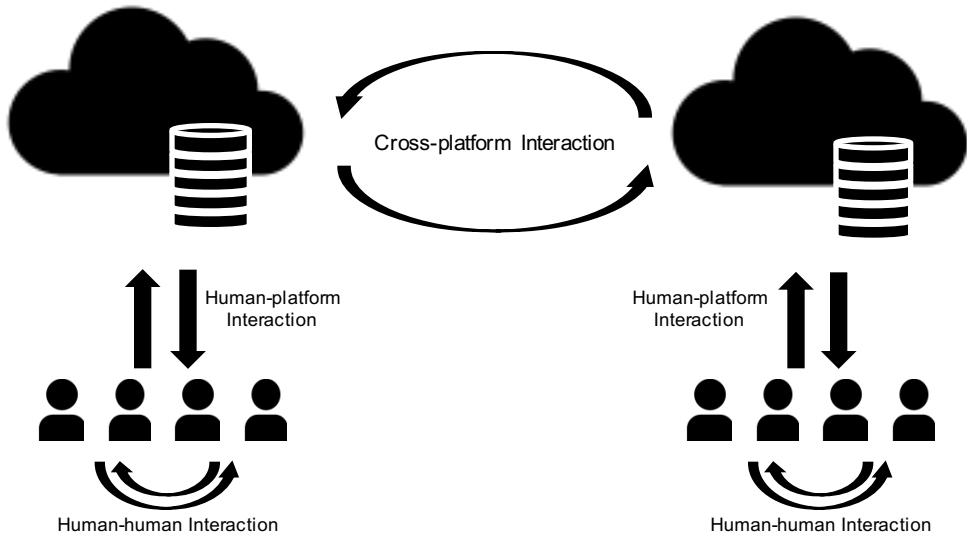 Cross-platform Interaction
Human-platform
Interaction
Human-platform
Interaction
Human-human Interaction
Human-human Interaction